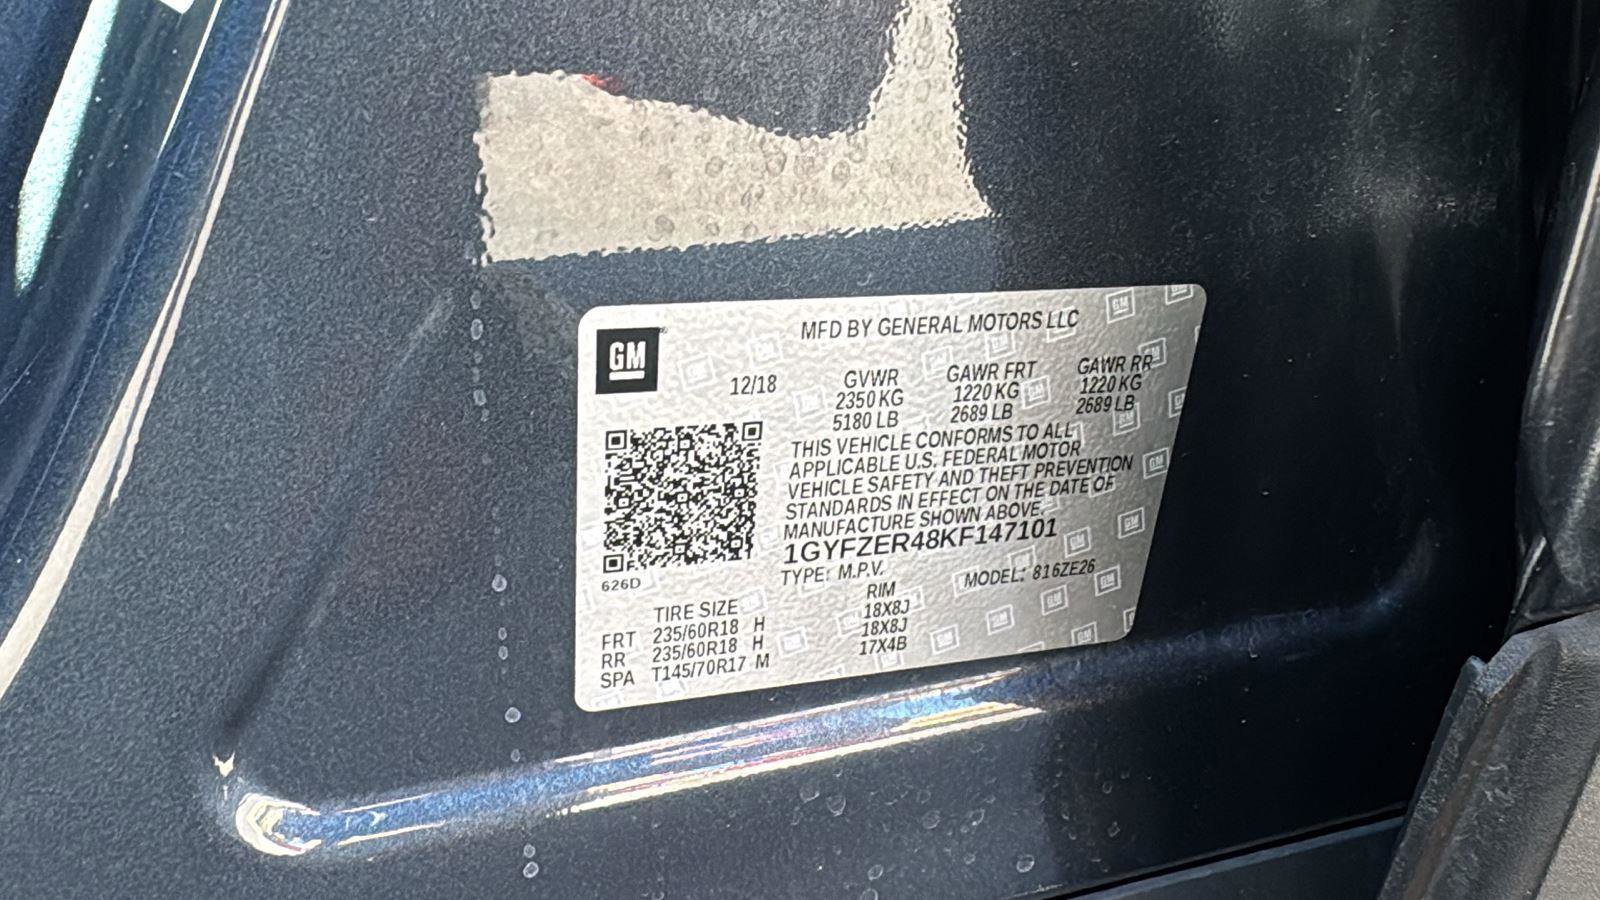 GM
MFD BY GENERAL MOTORS LLC
12/18 GVWR GAWR FRT GAWR RR
2350 KG 1220 KG 1220 KG
5180 LB 2689 LB 2689 LB
THIS VEHICLE CONFORMS TO ALL
APPLICABLE U.S. FEDERAL MOTOR
VEHICLE SAFETY AND THEFT PREVENTION
STANDARDS IN EFFECT ON THE DATE OF
MANUFACTURE SHOWN ABOVE.
1GYFZER48KF147101
626D
TYPE: M.P.V. MODEL: 816ZE26
TIRE SIZE RIM
FRT 235/60R18 H 18X8J
RR 235/60R18 H 18X8J
SPA T145/70R17 M 17X4B